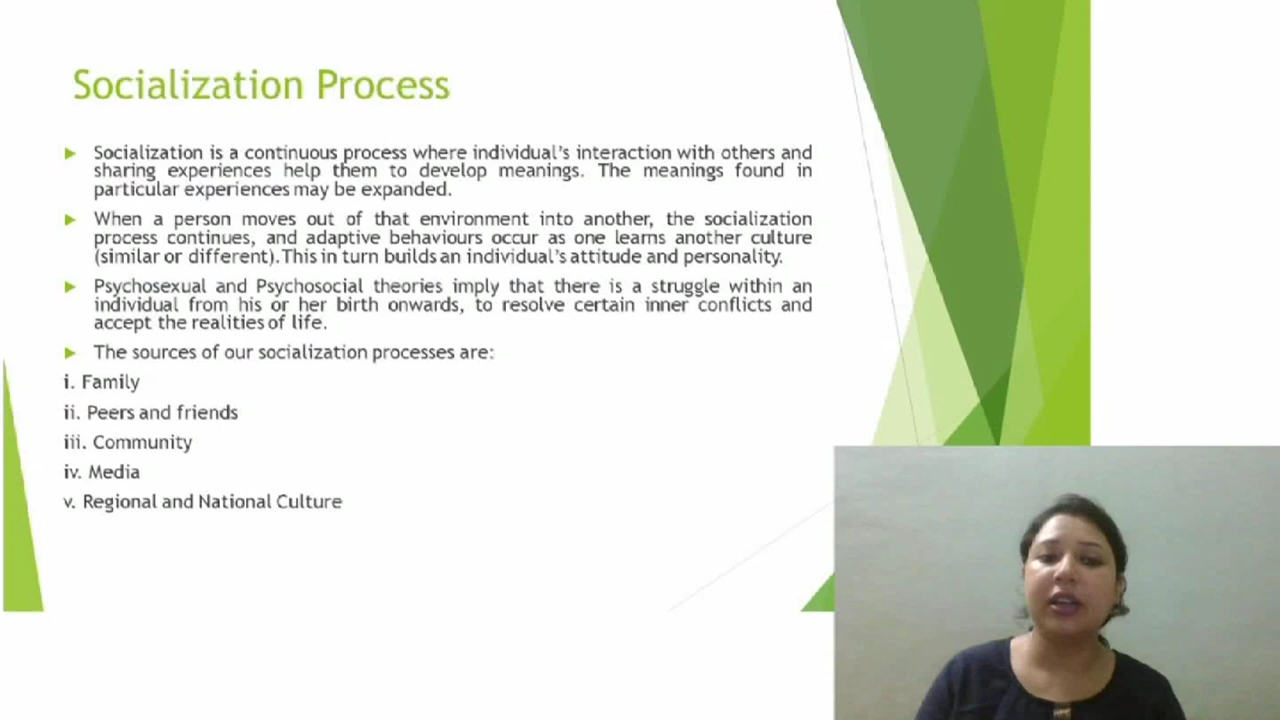 Socialization Process
Socialization is a continuous process where individual's interaction with others and
sharing experiences help them to develop meanings. The meanings found in
particular experiences may be expanded.
When a person moves out of that environment into another, the socialization
process continues, and adaptive behaviours occur as one learns another culture
(similar or different).This in turn builds an individual's attitude and personality.
Psychosexual and Psychosocial theories imply that there is a struggle within an
individual from his or her birth onwards, to resolve certain inner conflicts and
accept the realities of life.
The sources of our socialization processes are:
i. Family
ii. Peers and friends
iii. Community
iv. Media
v. Regional and National Culture